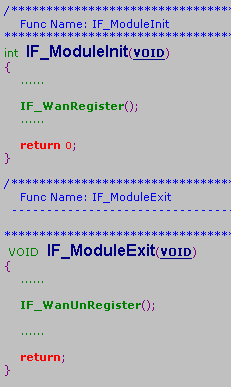 /********************************
Func Name: IF_ModuleInit
*********************************
int IF_ModuleInit(VOID)
{
......
IF_WanRegister();
......
return 0;
}
/********************************
Func Name: IF_ModuleExit
--------------------------------
*********************************
VOID IF_ModuleExit(VOID)
{
......
IF_WanUnRegister();
......
return;
}